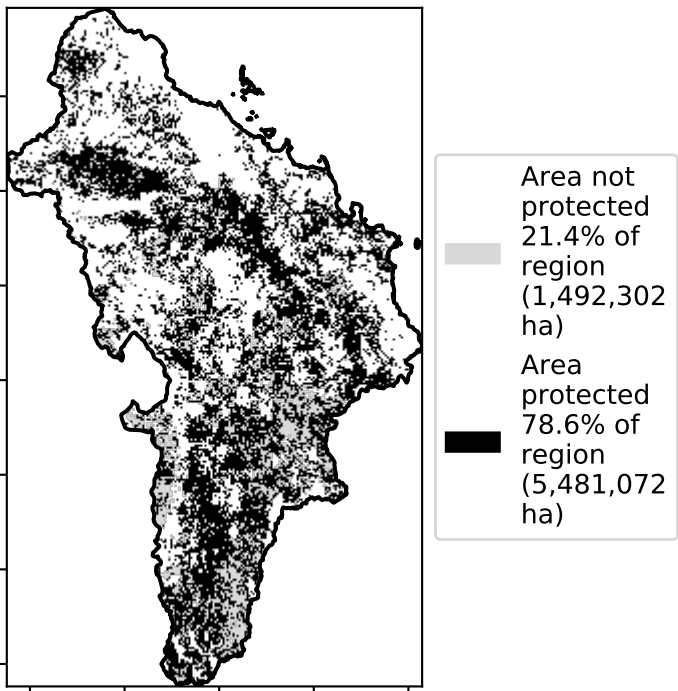 Area not
protected
21.4% of
region
(1,492,302
ha)
Area
protected
78.6% of
region
(5,481,072
ha)